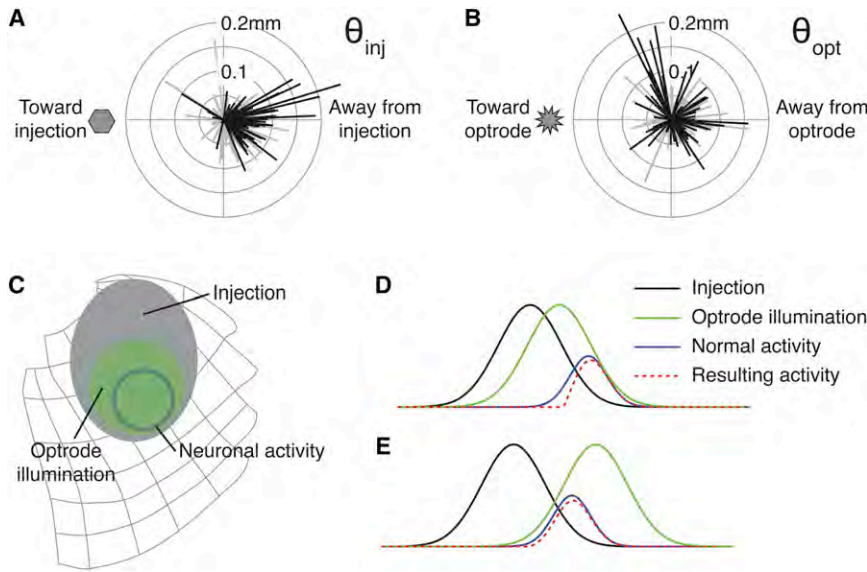 A
0.2mm
0.1
θinj
Toward
injection
Away from
injection
B
0.2mm
0.1
θopt
Toward
optrode
Away from
optrode
C
Injection
Optrode
illumination
Neuronal activity
D
Injection
Optrode illumination
Normal activity
Resulting activity
E